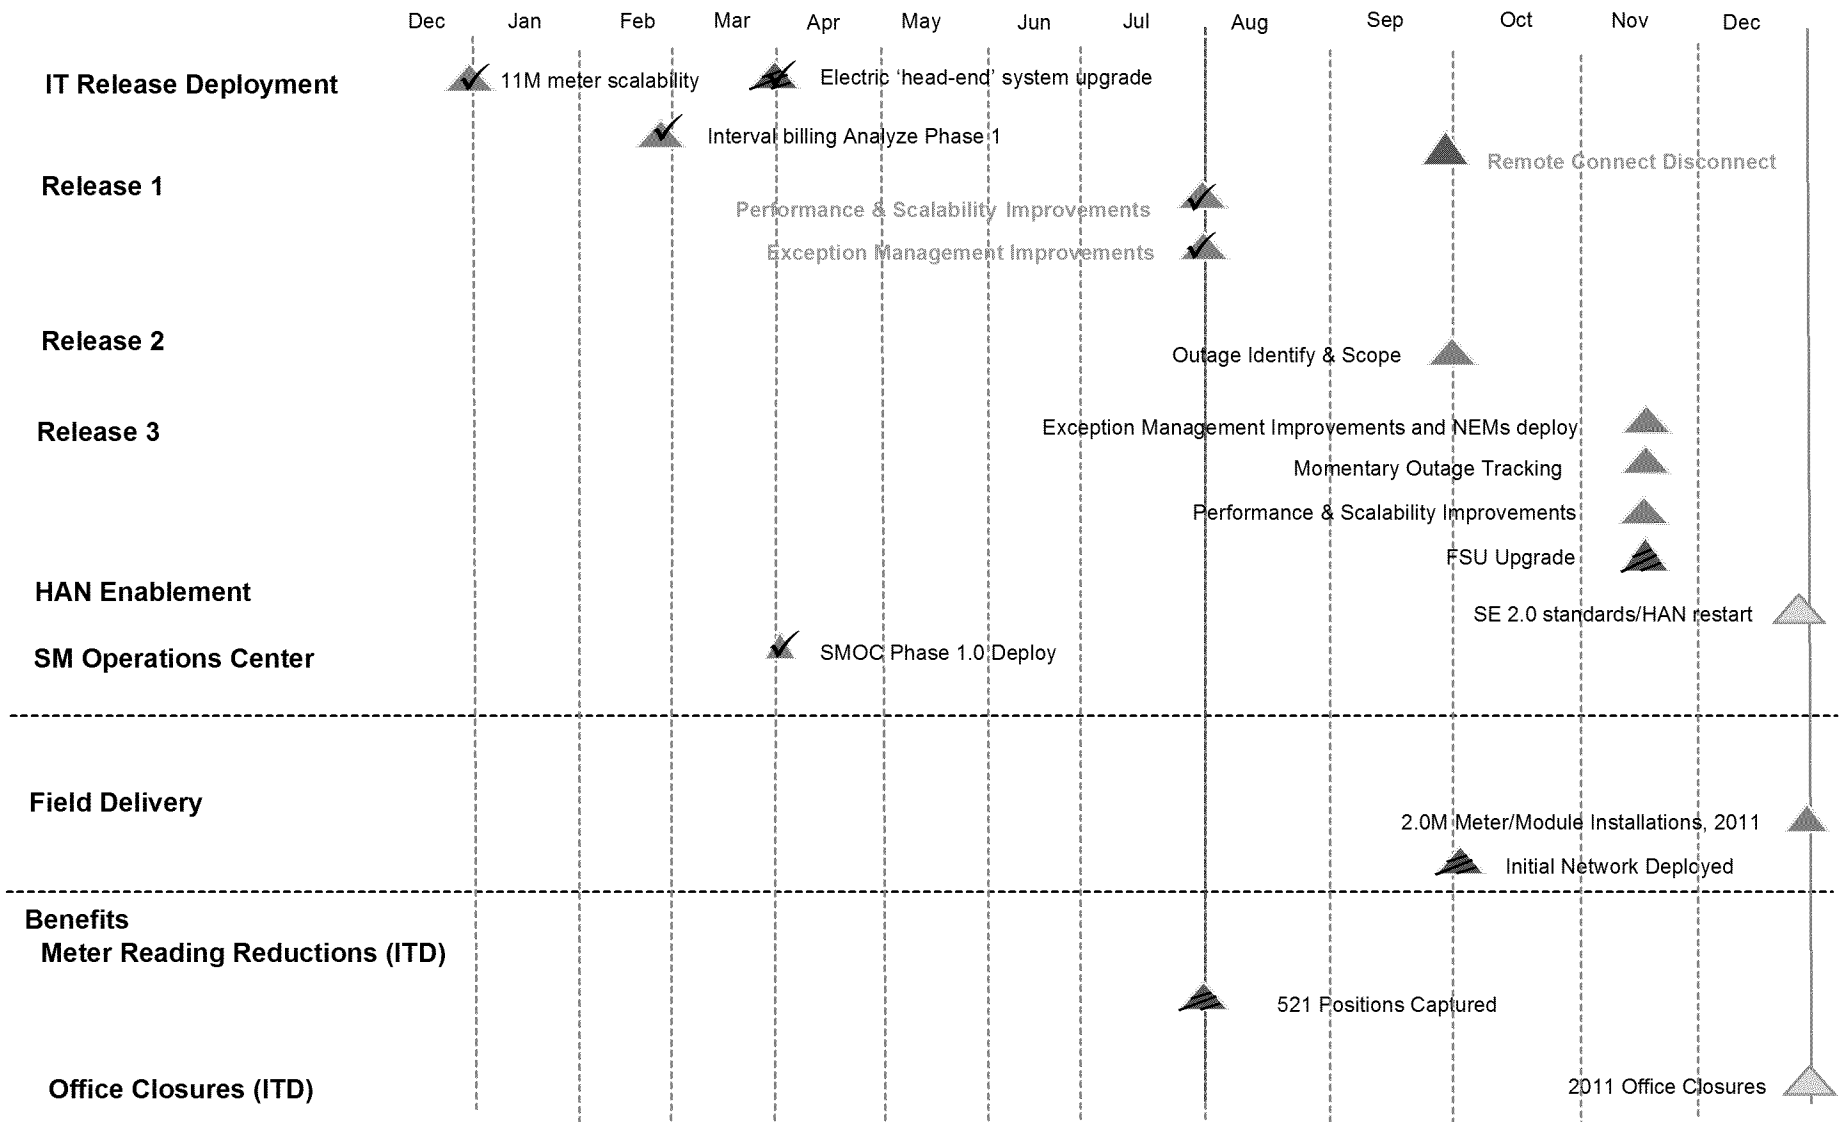 Dec Jan Feb Mar Apr May Jun Jul Aug Sep Oct Nov Dec
IT Release Deployment
11M meter scalability
Electric ‘head-end’ system upgrade
Interval billing Analyze Phase 1
Remote Connect Disconnect
Release 1
Performance & Scalability Improvements
Exception Management Improvements
Release 2
Outage Identify & Scope
Release 3
Exception Management Improvements and NEMs deploy
Momentary Outage Tracking
Performance & Scalability Improvements
FSU Upgrade
HAN Enablement
SE 2.0 standards/HAN restart
SM Operations Center
SMOC Phase 1.0 Deploy
Field Delivery
2.0M Meter/Module Installations, 2011
Initial Network Deployed
Benefits
Meter Reading Reductions (ITD)
521 Positions Captured
Office Closures (ITD)
2011 Office Closures